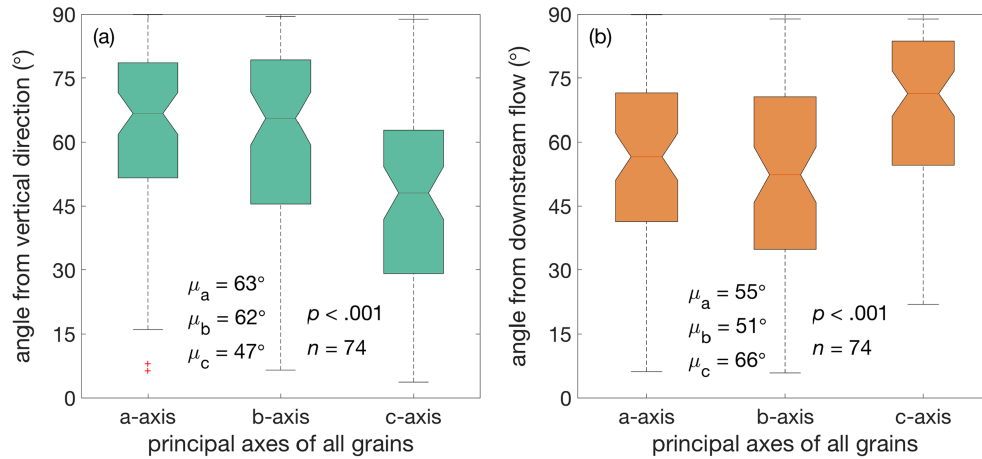 (a)
angle from vertical direction (°)
90
75
60
45
30
15
0
μa = 63°
μb = 62°
μc = 47°
p < .001
n = 74
a-axis b-axis c-axis
principal axes of all grains
(b)
angle from downstream flow (°)
90
75
60
45
30
15
0
μa = 55°
μb = 51°
μc = 66°
p < .001
n = 74
a-axis b-axis c-axis
principal axes of all grains